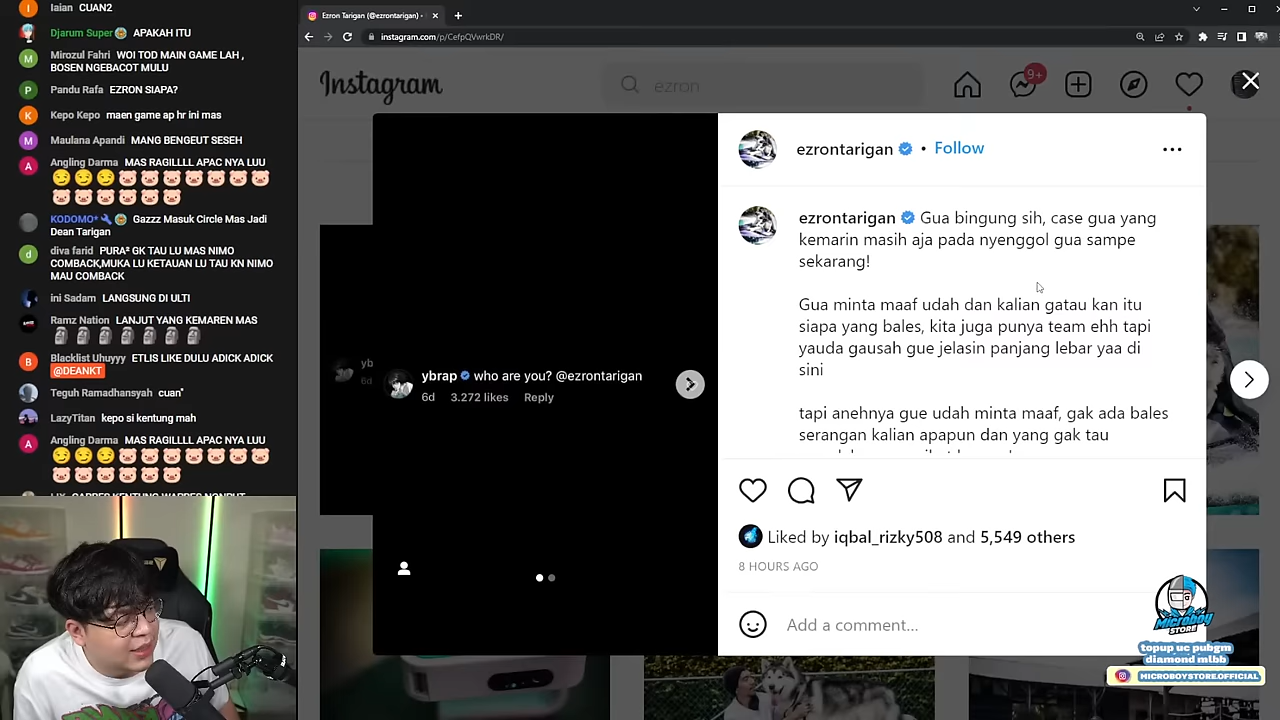 Iaian CUAN2
Djarum Super APAKAH ITU
Mirozul Fahri WOI TOD MAIN GAME LAH ,
BOSEN NGEBACOT MULU
Pandu Rafa EZRON SIAPA?
Kepo Kepo maen game ap hr ini mas
Maulana Apandi MANG BENGEUT SESEH
Angling Darma MAS RAGILLLL APAC NYA LUU
KODOMO* Gazzz Masuk Circle Mas Jadi
Dean Tarigan
diva farid PURA² GK TAU LU MAS NIMO
COMBACK,MUKA LU KETAUAN LU TAU KN NIMO
MAU COMBACK
ini Sadam LANGSUNG DI ULTI
Ramz Nation LANJUT YANG KEMAREN MAS
Blacklist Uhuyyy ETLIS LIKE DULU ADICK ADICK
@DEANKT
Teguh Ramadhansyah cuan"
LazyTitan kepo si kentung mah
Angling Darma MAS RAGILLLL APAC NYA LUU
Ezron Tarigan (@ezrontarigan) •
instagram.com/p/CefpQVwrkDR/
Instagram
ezron
9+
yb
6d
ybrap who are you? @ezrontarigan
6d 3.272 likes Reply
ezrontarigan • Follow
ezrontarigan Gua bingung sih, case gua yang
kemarin masih aja pada nyenggol gua sampe
sekarang!
Gua minta maaf udah dan kalian gatau kan itu
siapa yang bales, kita juga punya team ehh tapi
yauda gausah gue jelasin panjang lebar yaa di
sini
tapi anehnya gue udah minta maaf, gak ada bales
serangan kalian apapun dan yang gak tau
Liked by iqbal_rizky508 and 5,549 others
8 HOURS AGO
Add a comment...
Microboy
STORE
topup uc pubgm
diamond mlbb
MICROBOYSTORE.OFFICIAL